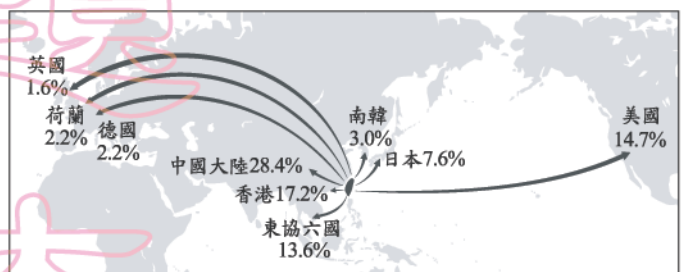 英國
1.6%
荷蘭
2.2%
德國
2.2%
南韓
3.0%
日本7.6%
美國
14.7%
中國大陸28.4%
香港17.2%
東協六國
13.6%